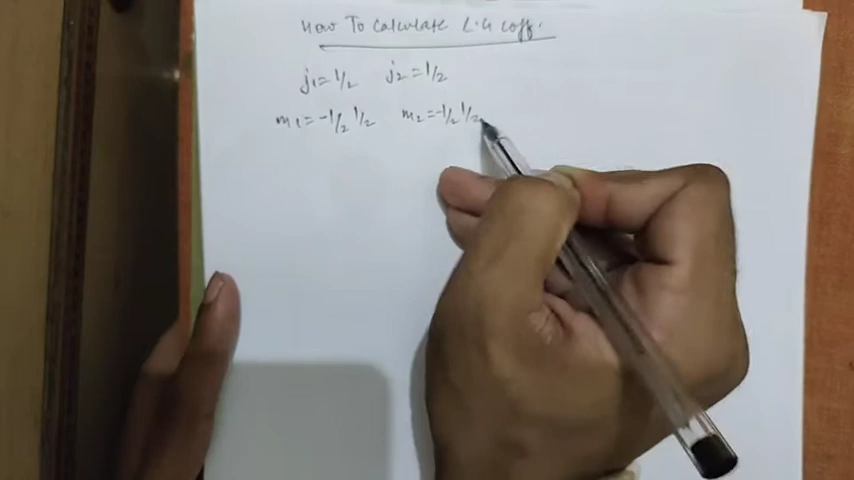 How To Calculate C.G coff.
j₁=1/2 j₂=1/2
m₁=-1/2 1/2 m₂=-1/2 1/2